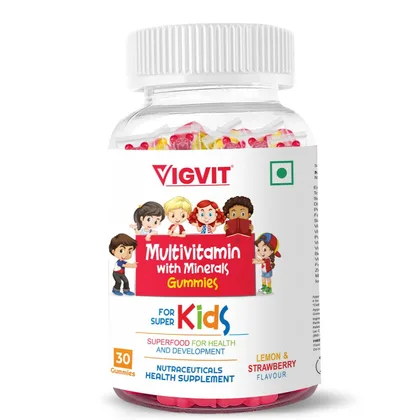 VIGVIT®
Multivitamin
with Minerals
Gummies
FOR
SUPER
Kids
SUPERFOOD FOR HEALTH
AND DEVELOPMENT
NUTRACEUTICALS
HEALTH SUPPLEMENT
30
Gummies
LEMON &
STRAWBERRY
FLAVOUR